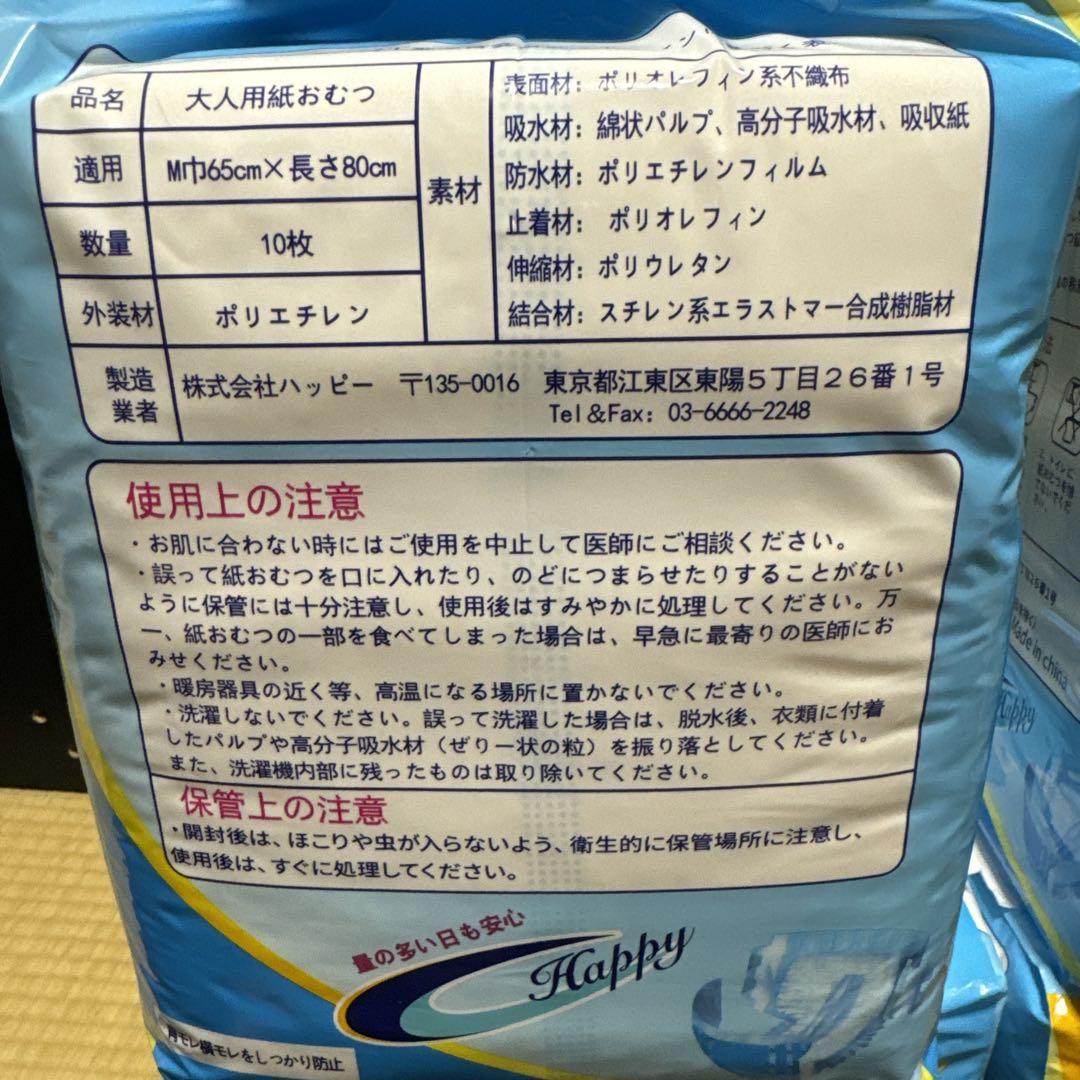 品名 大人用紙おむつ
適用 M巾65cm×長さ80cm
数量 10枚
外装材 ポリエチレン
素材
表面材: ポリオレフィン系不織布
吸水材: 綿状パルプ、高分子吸水材、吸収紙
防水材: ポリエチレンフィルム
止着材: ポリオレフィン
伸縮材: ポリウレタン
結合材: スチレン系エラストマー合成樹脂材
製造
業者
株式会社ハッピー 〒135-0016 東京都江東区東陽5丁目26番1号
Tel&Fax: 03-6666-2248
使用上の注意
・お肌に合わない時にはご使用を中止して医師にご相談ください。
・誤って紙おむつを口に入れたり、のどにつまらせたりすることがない
ように保管には十分注意し、使用後はすみやかに処理してください。万
一、紙おむつの一部を食べてしまった場合は、早急に最寄りの医師にお
みせください。
・暖房器具の近く等、高温になる場所に置かないでください。
・洗濯しないでください。誤って洗濯した場合は、脱水後、衣類に付着
したパルプや高分子吸水材（ぜりー状の粒）を振り落としてください。
また、洗濯機内部に残ったものは取り除いてください。
保管上の注意
・開封後は、ほこりや虫が入らないよう、衛生的に保管場所に注意し、
使用後は、すぐに処理してください。
量の多い日も安心
Happy
モレ横モレをしっかり防止
Made in china
Happy